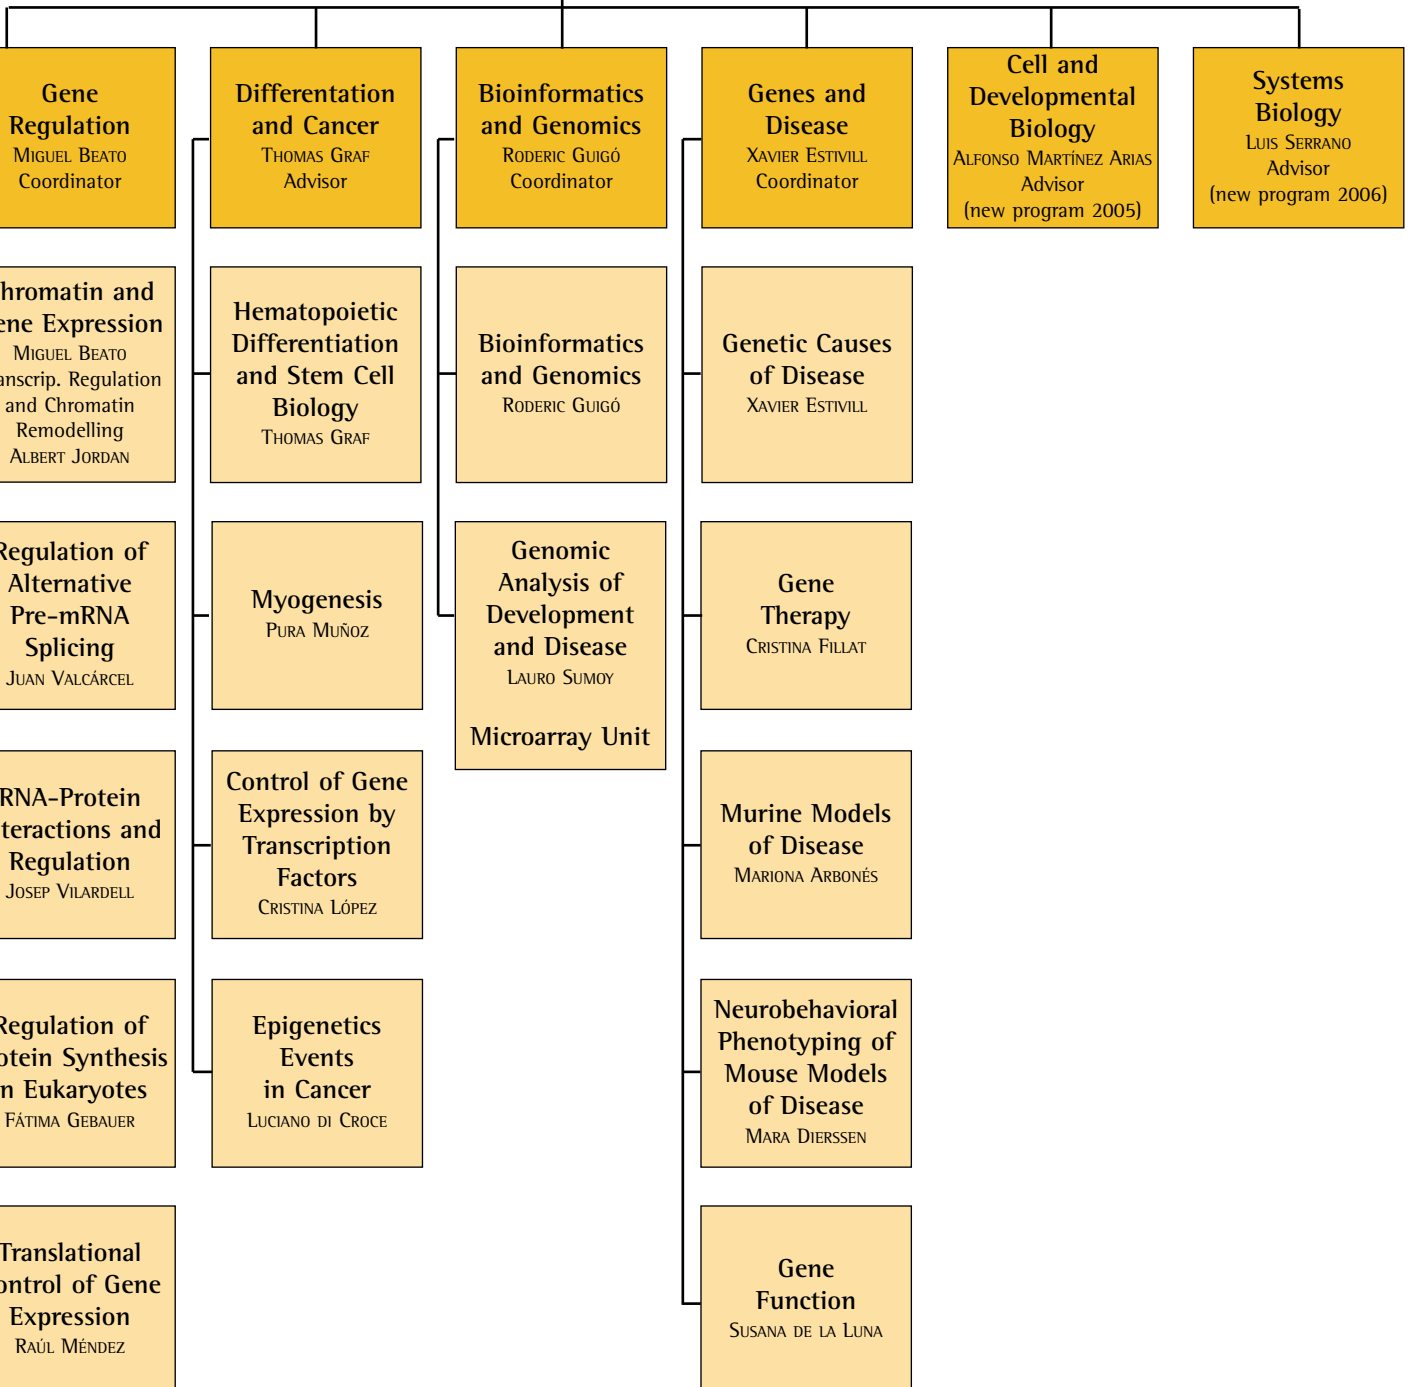 Gene
Regulation
MIGUEL BEATO
Coordinator
hromatin and
ene Expression
MIGUEL BEATO
anscrip. Regulation
and Chromatin
Remodelling
ALBERT JORDAN
Regulation of
Alternative
Pre-mRNA
Splicing
JUAN VALCÁRCEL
RNA-Protein
teractions and
Regulation
JOSEP VILARDELL
Regulation of
otein Synthesis
n Eukaryotes
FÁTIMA GEBAUER
Translational
ontrol of Gene
Expression
RAÚL MÉNDEZ
Differentation
and Cancer
THOMAS GRAF
Advisor
Hematopoietic
Differentiation
and Stem Cell
Biology
THOMAS GRAF
Myogenesis
PURA MUÑOZ
Control of Gene
Expression by
Transcription
Factors
CRISTINA LÓPEZ
Epigenetics
Events
in Cancer
LUCIANO DI CROCE
Bioinformatics
and Genomics
RODERIC GUIGÓ
Coordinator
Bioinformatics
and Genomics
RODERIC GUIGÓ
Genomic
Analysis of
Development
and Disease
LAURO SUMOY
Microarray Unit
Genes and
Disease
XAVIER ESTIVILL
Coordinator
Genetic Causes
of Disease
XAVIER ESTIVILL
Gene
Therapy
CRISTINA FILLAT
Murine Models
of Disease
MARIONA ARBONÉS
Neurobehavioral
Phenotyping of
Mouse Models
of Disease
MARA DIERSSEN
Gene
Function
SUSANA DE LA LUNA
Cell and
Developmental
Biology
ALFONSO MARTÍNEZ ARIAS
Advisor
(new program 2005)
Systems
Biology
LUIS SERRANO
Advisor
(new program 2006)